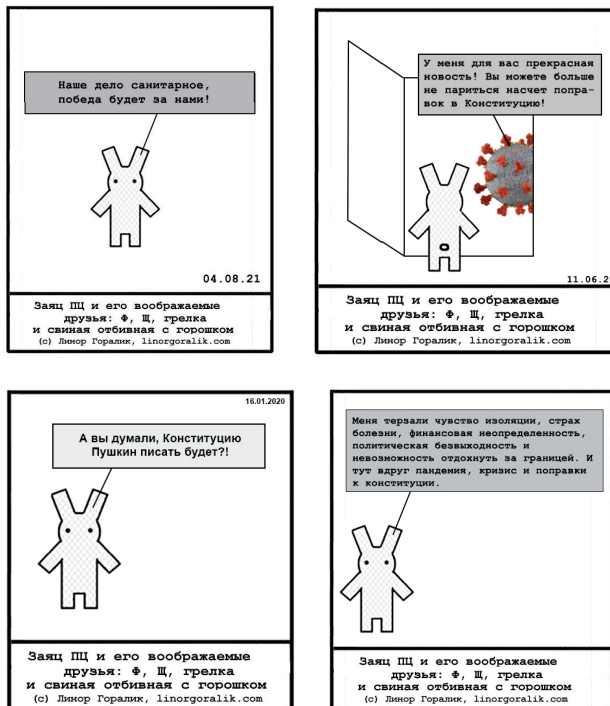 Наше дело санитарное,
победа будет за нами!
04.08.21
Заяц ПЦ и его воображаемые
друзья: Ф, Щ, грелка
и свиная отбивная с горошком
(с) Линор Горалик, linorgoralik.com
У меня для вас прекрасная
новость! Вы можете больше
не париться насчет попра-
вок в Конституцию!
11.06.2
Заяц ПЦ и его воображаемые
друзья: Ф, Щ, грелка
и свиная отбивная с горошком
(с) Линор Горалик, linorgoralik.com
16.01.2020
А вы думали, Конституцию
Пушкин писать будет?!
Заяц ПЦ и его воображаемые
друзья: Ф, Щ, грелка
и свиная отбивная с горошком
(с) Линор Горалик, linorgoralik.com
Меня терзали чувство изоляции, страх
болезни, финансовая неопределенность,
политическая безвыходность и
невозможность отдохнуть за границей. И
тут вдруг пандемия, кризис и поправки
к конституции.
Заяц ПЦ и его воображаемые
друзья: Ф, Щ, грелка
и свиная отбивная с горошком
(с) Линор Горалик, linorgoralik.com